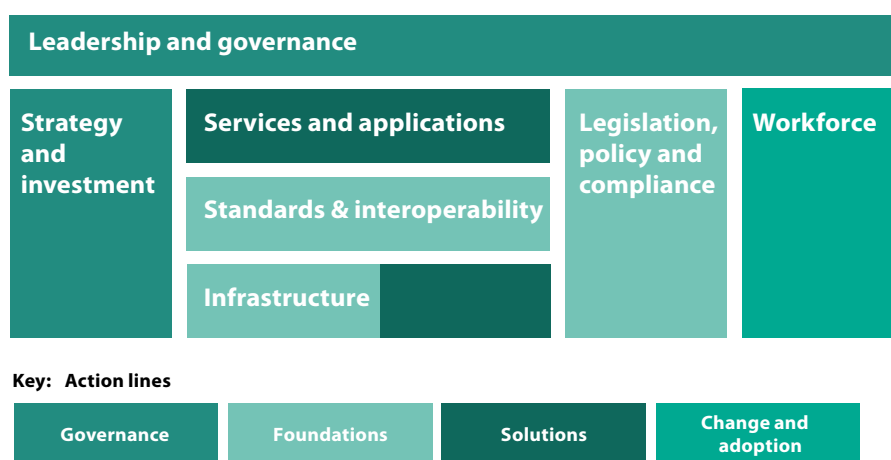 Leadership and governance
Strategy
and
investment
Services and applications
Standards & interoperability
Infrastructure
Legislation,
policy and
compliance
Workforce
Key: Action lines
Governance
Foundations
Solutions
Change and
adoption